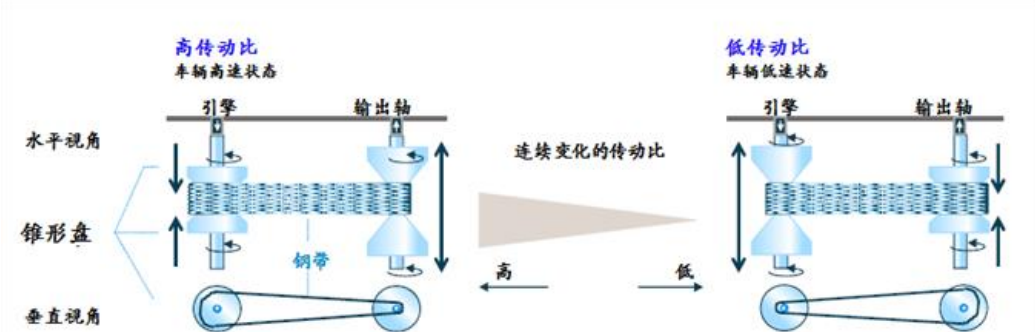 高传动比
车辆高速状态
引擎
输出轴
低传动比
车辆低速状态
引擎
输出轴
水平视角
连续变化的传动比
锥形盘
钢带
高
低
垂直视角